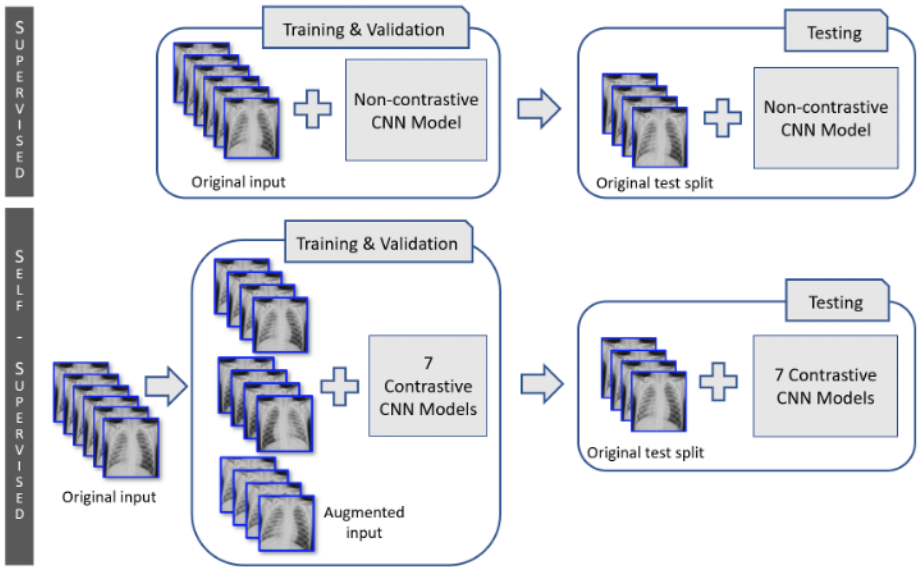 SUPERVISED
Training & Validation
Non-contrastive
CNN Model
Original input
Testing
Non-contrastive
CNN Model
Original test split
SELF - SUPERVISED
Original input
Training & Validation
7
Contrastive
CNN Models
Augmented
input
Testing
7 Contrastive
CNN Models
Original test split